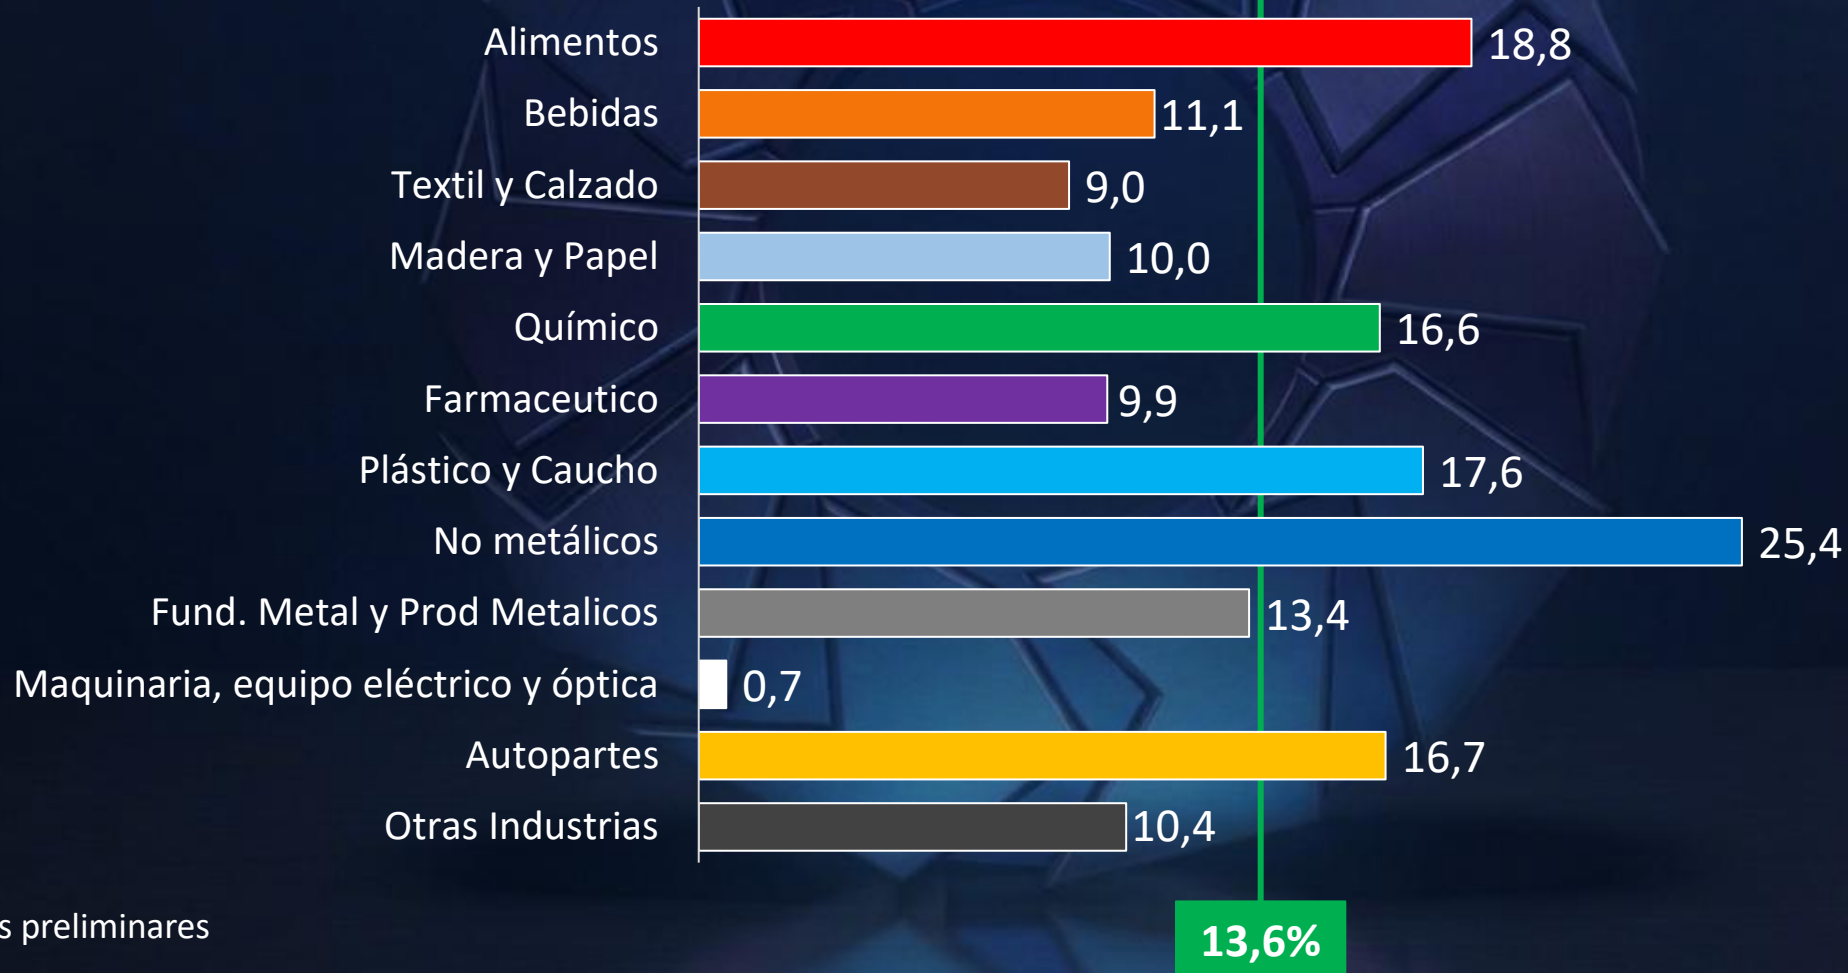 Alimentos 18,8
Bebidas 11,1
Textil y Calzado 9,0
Madera y Papel 10,0
Químico 16,6
Farmaceutico 9,9
Plástico y Caucho 17,6
No metálicos 25,4
Fund. Metal y Prod Metalicos 13,4
Maquinaria, equipo eléctrico y óptica 0,7
Autopartes 16,7
Otras Industrias 10,4
preliminares
13,6%